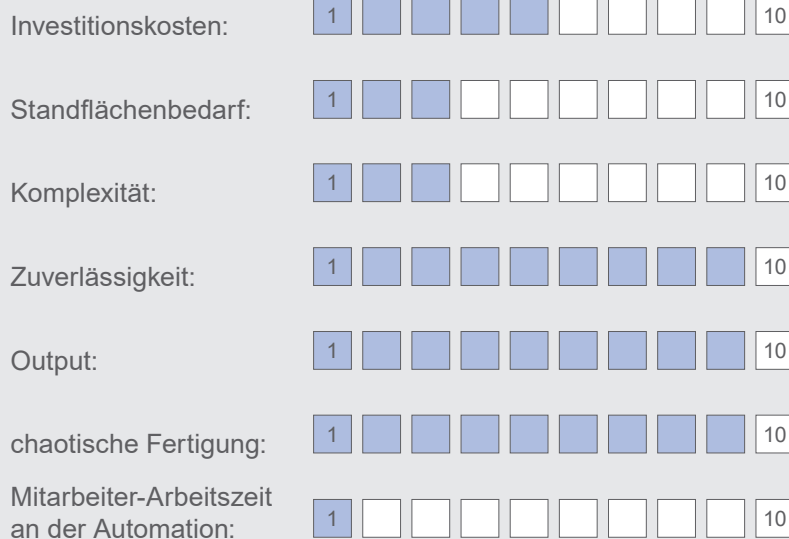 Investitionskosten: 1 10
Standflächenbedarf: 1 10
Komplexität: 1 10
Zuverlässigkeit: 1 10
Output: 1 10
chaotische Fertigung: 1 10
Mitarbeiter-Arbeitszeit
an der Automation: 1 10